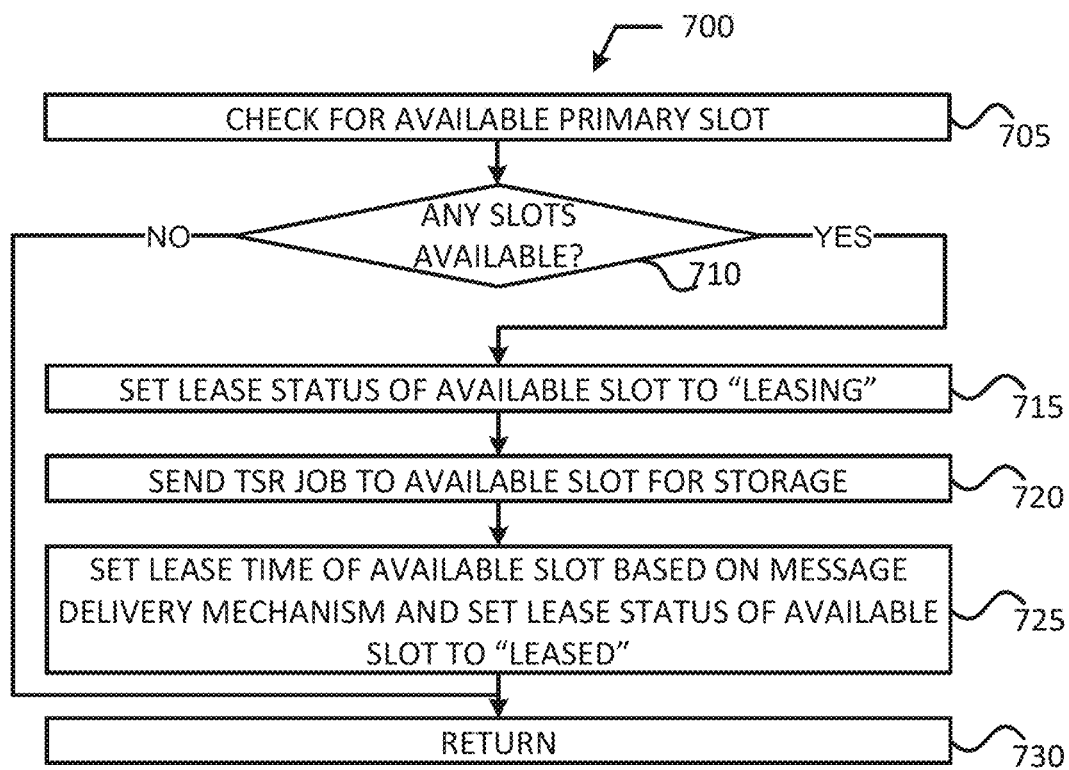 700
CHECK FOR AVAILABLE PRIMARY SLOT
705
ANY SLOTS
AVAILABLE?
NO
YES
710
SET LEASE STATUS OF AVAILABLE SLOT TO “LEASING”
715
SEND TSR JOB TO AVAILABLE SLOT FOR STORAGE
720
SET LEASE TIME OF AVAILABLE SLOT BASED ON MESSAGE
DELIVERY MECHANISM AND SET LEASE STATUS OF AVAILABLE
SLOT TO “LEASED”
725
RETURN
730